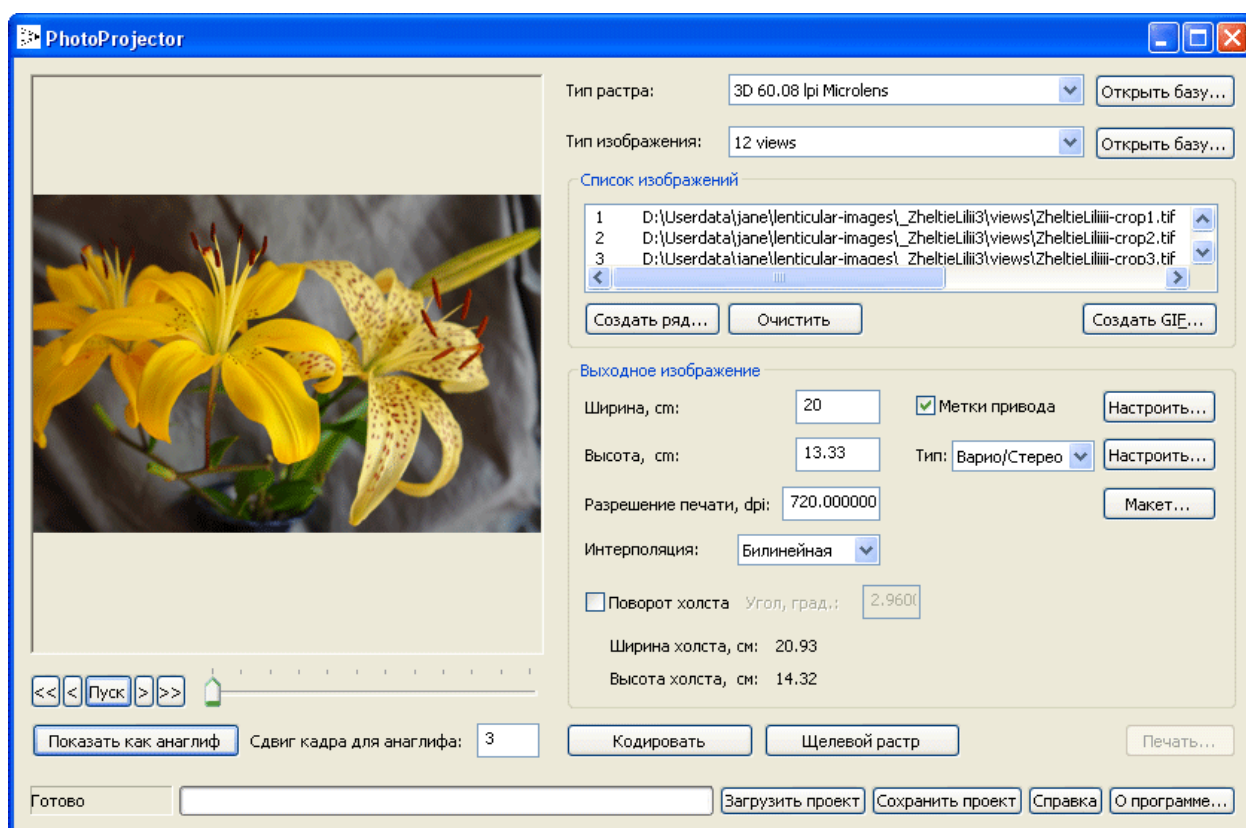 PhotoProjector
Тип растра: 3D 60.08 lpi Microlens Открыть базу...
Тип изображения: 12 views Открыть базу...
Список изображений
1 D:\Userdata\jane\lenticular-images\_ZheltieLilii3\views\ZheltieLiliiii-crop1.tif
2 D:\Userdata\jane\lenticular-images\_ZheltieLilii3\views\ZheltieLiliiii-crop2.tif
3 D:\Userdata\jane\lenticular-images\_ZheltieLilii3\views\ZheltieLiliiii-crop3.tif
Создать ряд... Очистить Создать GIF...
Выходное изображение
Ширина, cm: 20 Метки привода Настроить...
Высота, cm: 13.33 Тип: Варио/Стерео Настроить...
Разрешение печати, dpi: 720.000000 Макет...
Интерполяция: Билинейная
Поворот холста Угол, град.: 2.960
Ширина холста, см: 20.93
Высота холста, см: 14.32
<< < Пуск > >>
Показать как анаглиф Сдвиг кадра для анаглифа: 3 Кодировать Щелевой растр Печать...
Готово Загрузить проект Сохранить проект Справка О программе...